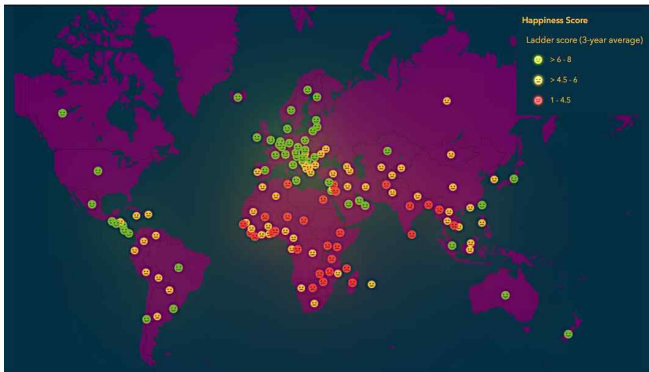 Happiness Score
Ladder score (3-year average)
> 6 - 8
> 4.5 - 6
1 - 4.5